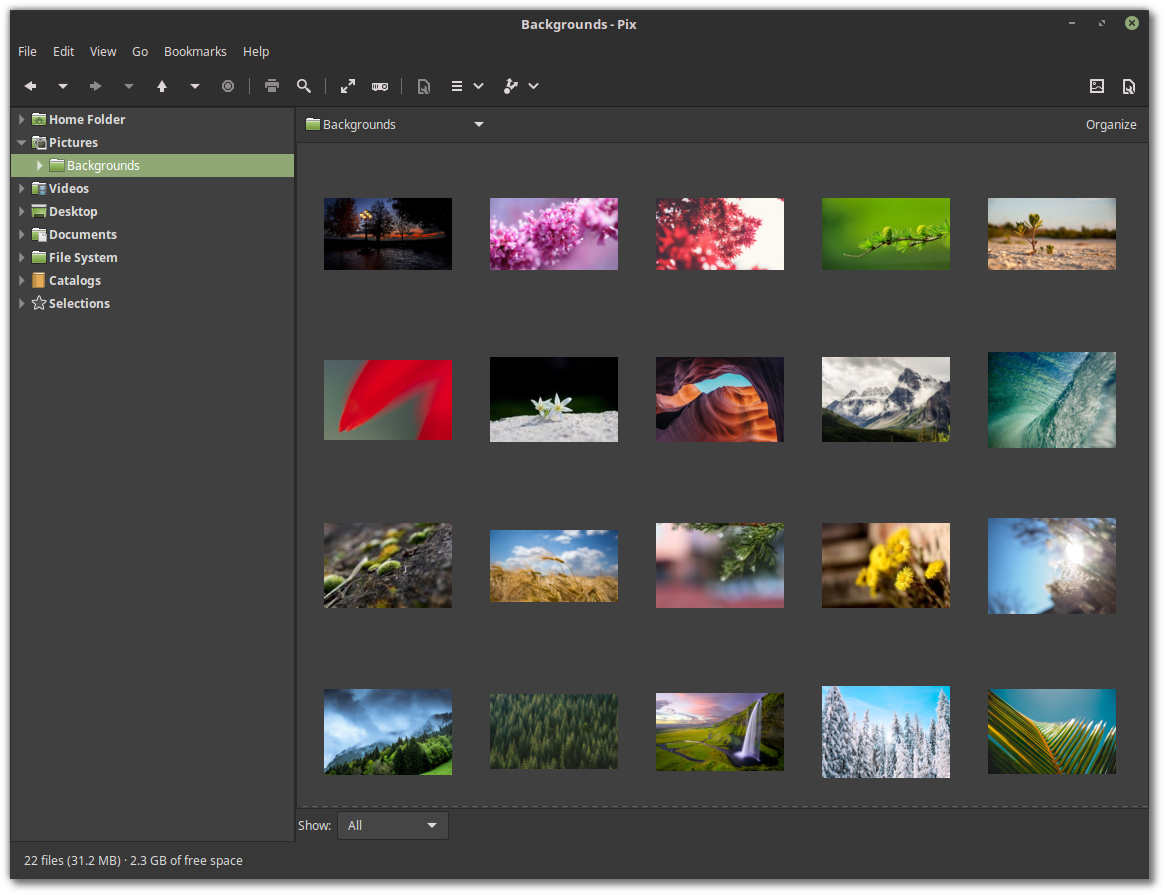 Backgrounds - Pix
File Edit View Go Bookmarks Help
Home Folder
Pictures
Backgrounds
Videos
Desktop
Documents
File System
Catalogs
Selections
Backgrounds
Organize
Show: All
22 files (31.2 MB) · 2.3 GB of free space